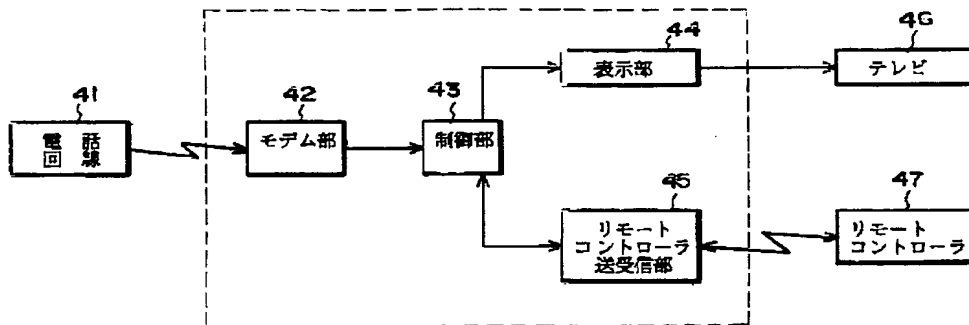 44
46
表示部
テレビ
42
43
41
電話
回線
モデム部
制御部
45
47
リモート
コントローラ
送受信部
リモート
コントローラ